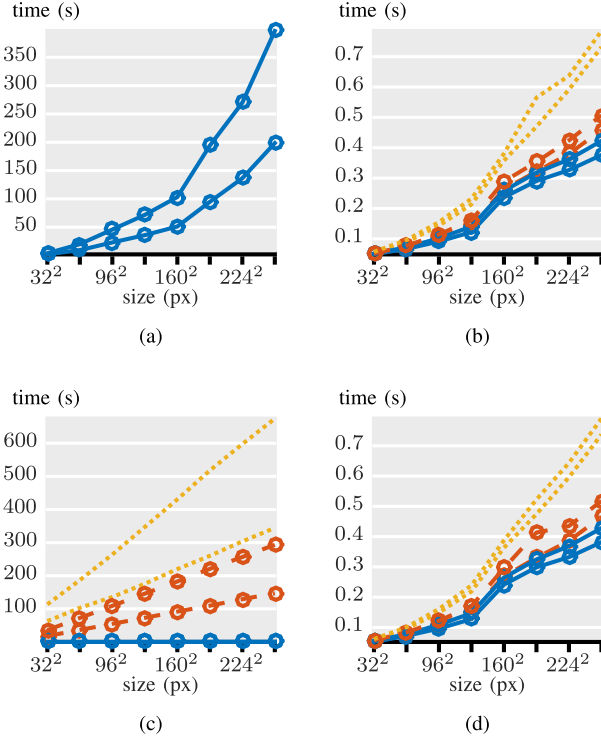 time (s)
350
300
250
200
150
100
50
32² 96² 160² 224²
size (px)
(a)
time (s)
0.7
0.6
0.5
0.4
0.3
0.2
0.1
32² 96² 160² 224²
size (px)
(b)
time (s)
600
500
400
300
200
100
32² 96² 160² 224²
size (px)
(c)
time (s)
0.7
0.6
0.5
0.4
0.3
0.2
0.1
32² 96² 160² 224²
size (px)
(d)